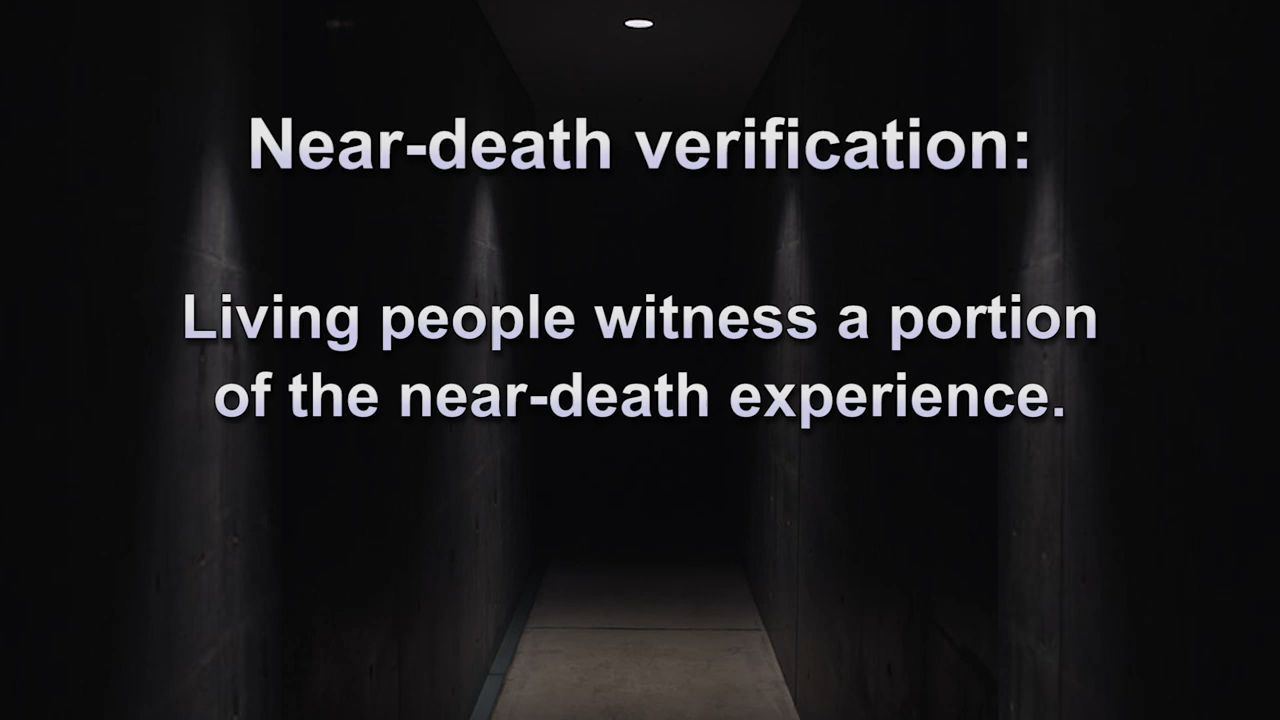 Near-death verification:
Living people witness a portion
of the near-death experience.